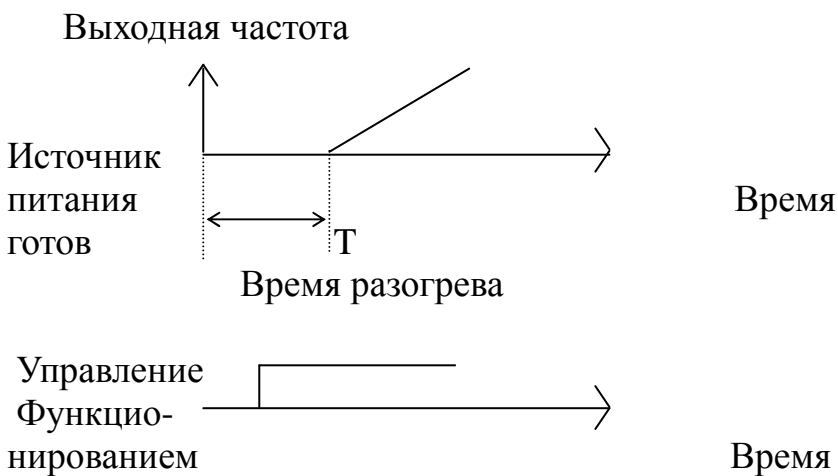 Выходная частота
Источник
питания
готов
Время
T
Время разогрева
Управление
Функцио-
нированием
Время